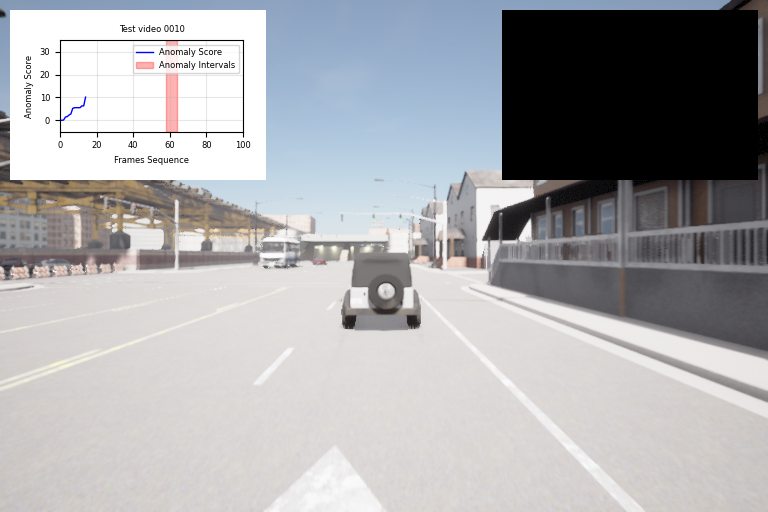 Test video 0010
Anomaly Score
Anomaly Intervals
30
20
10
0
Anomaly Score
0 20 40 60 80 100
Frames Sequence